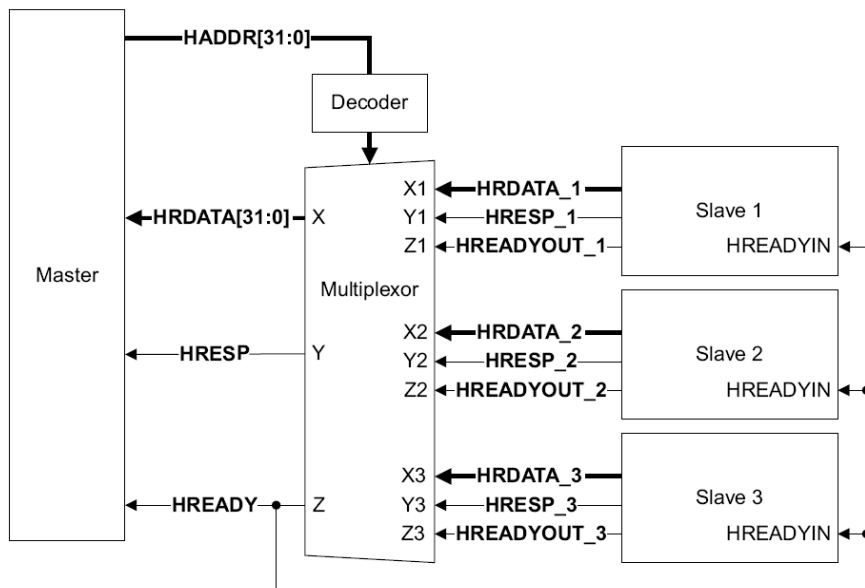 HADDR[31:0]
Decoder
Master
HRDATA[31:0]
HRESP
HREADY
Multiplexor
X
Y
Z
X1
Y1
Z1
X2
Y2
Z2
X3
Y3
Z3
HRDATA_1
HRESP_1
HREADYOUT_1
HRDATA_2
HRESP_2
HREADYOUT_2
HRDATA_3
HRESP_3
HREADYOUT_3
Slave 1
HREADYIN
Slave 2
HREADYIN
Slave 3
HREADYIN